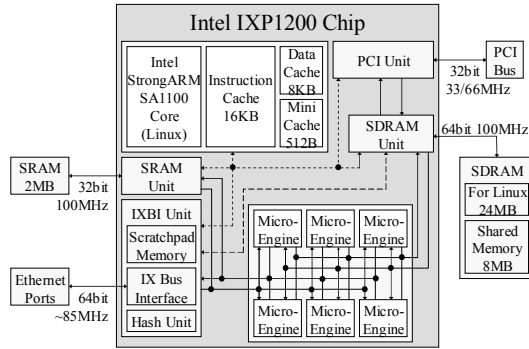 Intel IXP1200 Chip
Intel
StrongARM
SA1100
Core
(Linux)
Instruction
Cache
16KB
Data
Cache
8KB
Mini
Cache
512B
PCI Unit
PCI
Bus
32bit
33/66MHz
SDRAM
Unit
64bit 100MHz
SRAM
2MB
32bit
100MHz
SRAM
Unit
SDRAM
For Linux
24MB
Shared
Memory
8MB
IXBI Unit
Scratchpad
Memory
IX Bus
Interface
Hash Unit
Ethernet
Ports
64bit
~85MHz
Micro-
Engine
Micro-
Engine
Micro-
Engine
Micro-
Engine
Micro-
Engine
Micro-
Engine